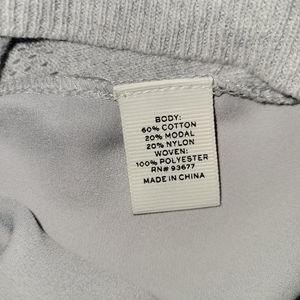 BODY:
60% COTTON
20% MODAL
20% NYLON
WOVEN:
100% POLYESTER
RN# 93677
MADE IN CHINA